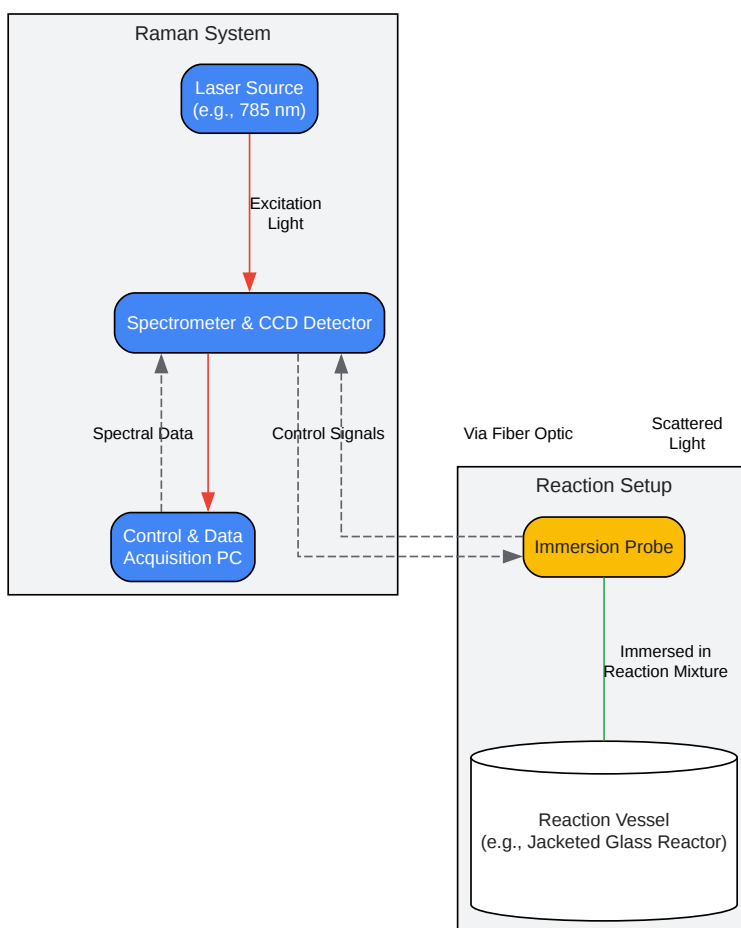 Raman System
Laser Source
(e.g., 785 nm)
Excitation
Light
Spectrometer & CCD Detector
Spectral Data
Control Signals
Via Fiber Optic
Scattered
Light
Control & Data
Acquisition PC
Reaction Setup
Immersion Probe
Immersed in
Reaction Mixture
Reaction Vessel
(e.g., Jacketed Glass Reactor)